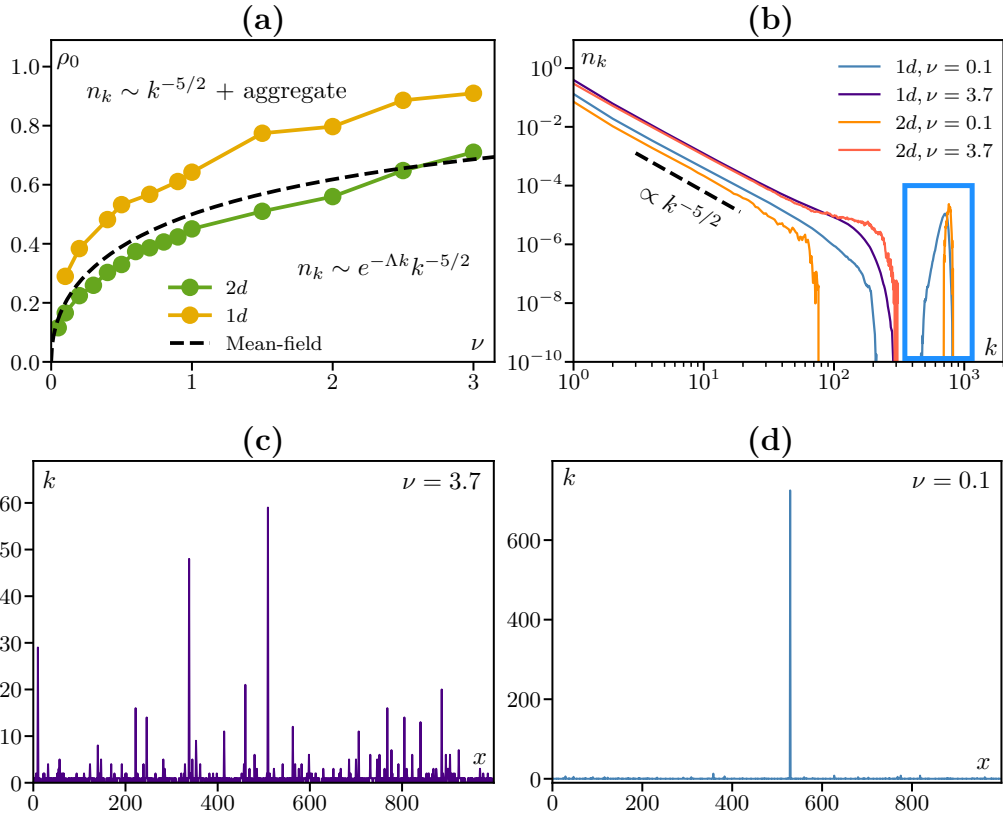 (a)
ρ₀
1.0
0.8
0.6
0.4
0.2
0.0
n_k ∼ k^{-5/2} + aggregate
n_k ∼ e^{-Λk}k^{-5/2}
2d
1d
Mean-field
ν
0 1 2 3
(b)
n_k
10^0
10^{-2}
10^{-4}
10^{-6}
10^{-8}
10^{-10}
1d, ν = 0.1
1d, ν = 3.7
2d, ν = 0.1
2d, ν = 3.7
∝ k^{-5/2}
k
10^0 10^1 10^2 10^3
(c)
k
ν = 3.7
60
50
40
30
20
10
0
x
0 200 400 600 800
(d)
k
ν = 0.1
600
400
200
0
x
0 200 400 600 800